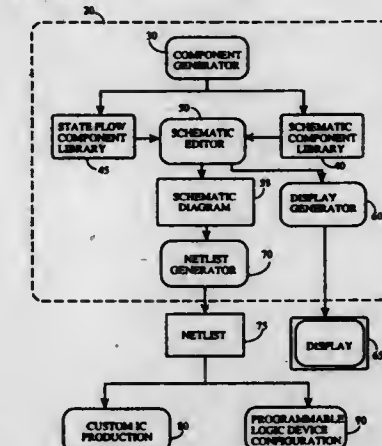 20
30
COMPONENT
GENERATOR
STATE FLOW
COMPONENT
LIBRARY
45
50
SCHEMATIC
EDITOR
SCHEMATIC
COMPONENT
LIBRARY
40
SCHEMATIC
DIAGRAM
55
DISPLAY
GENERATOR
60
NETLIST
GENERATOR
70
NETLIST
75
DISPLAY
65
CUSTOM IC
PRODUCTION
80
PROGRAMMABLE
LOGIC DEVICE
CONFIGURATION
90